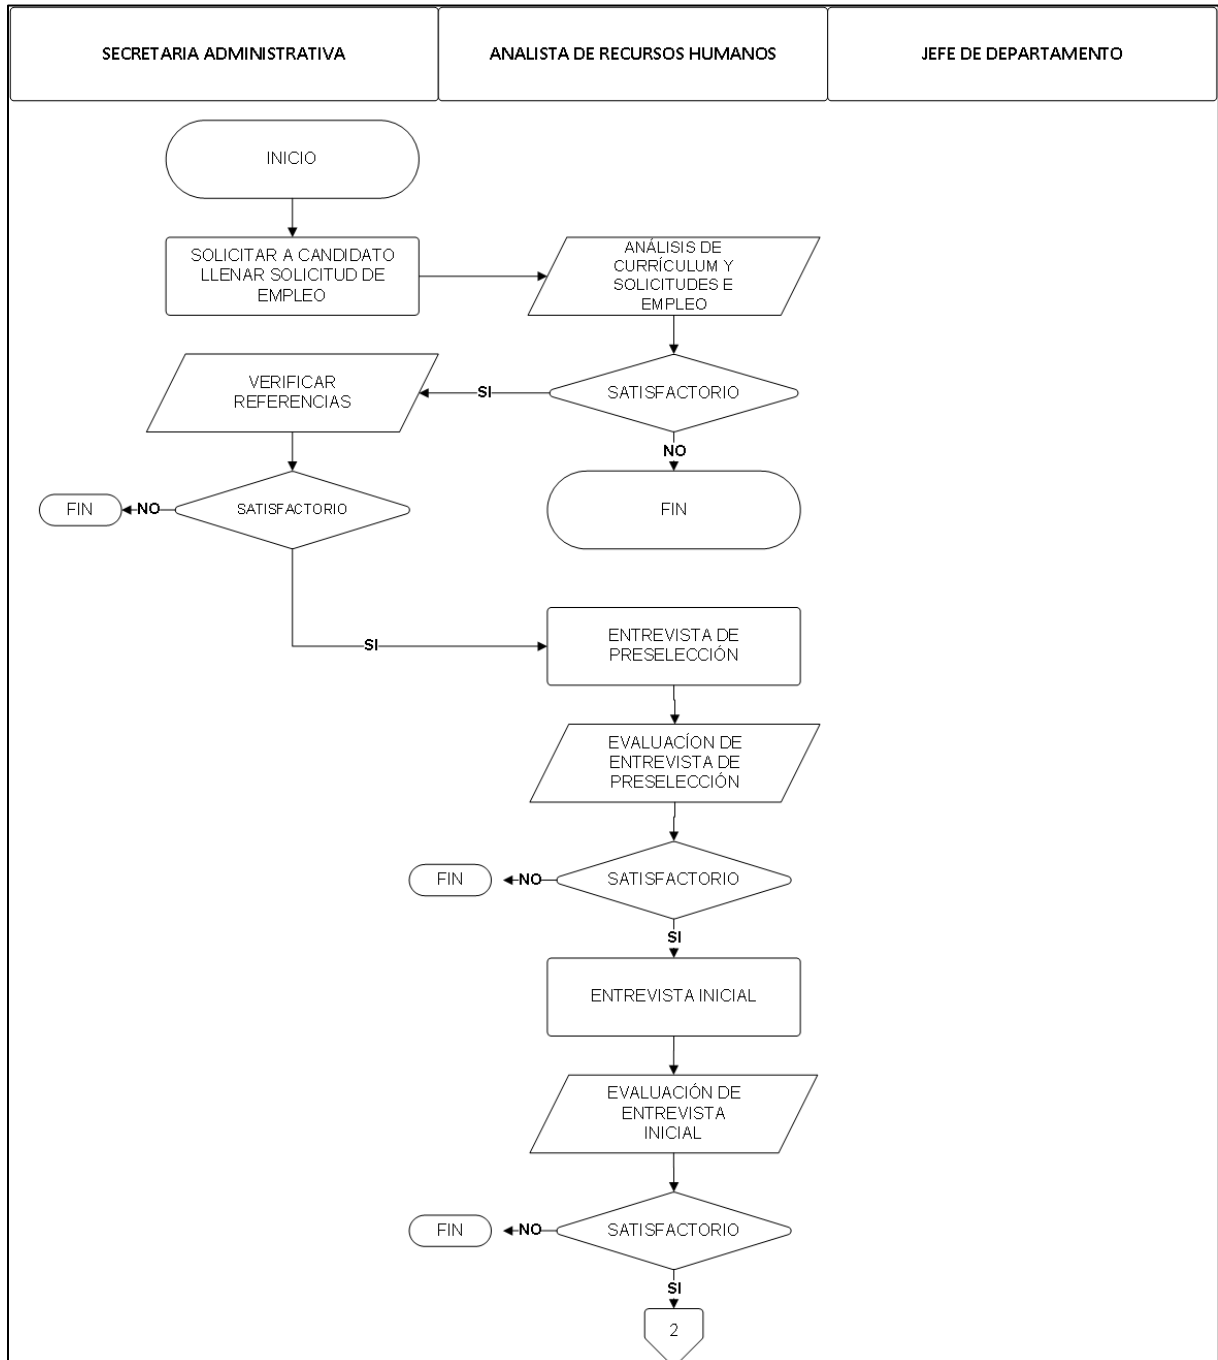 SECRETARIA ADMINISTRATIVA
ANALISTA DE RECURSOS HUMANOS
JEFE DE DEPARTAMENTO
INICIO
SOLICITAR A CANDIDATO
LLENAR SOLICITUD DE
EMPLEO
ANÁLISIS DE
CURRÍCULUM Y
SOLICITUDES E
EMPLEO
VERIFICAR
REFERENCIAS
SI
SATISFACTORIO
NO
FIN
NO
SATISFACTORIO
FIN
SI
ENTREVISTA DE
PRESELECCIÓN
EVALUACÍON DE
ENTREVISTA DE
PRESELECCIÓN
FIN
NO
SATISFACTORIO
SI
ENTREVISTA INICIAL
EVALUACIÓN DE
ENTREVISTA
INICIAL
FIN
NO
SATISFACTORIO
SI
2